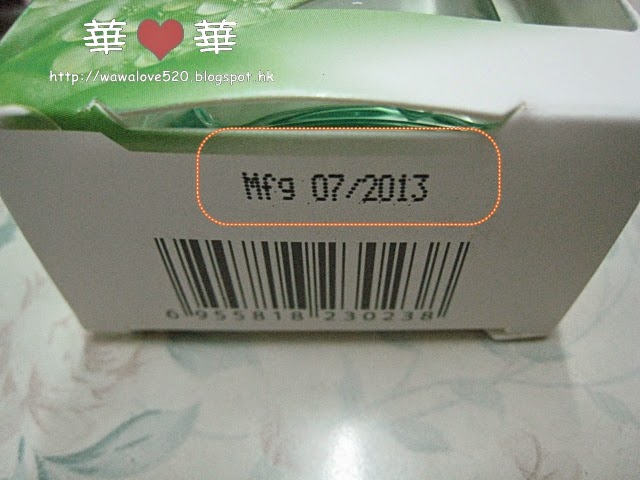 華 華
http://wawalove520.blogspot.hk
Mfg 07/2013
6 955818 230238